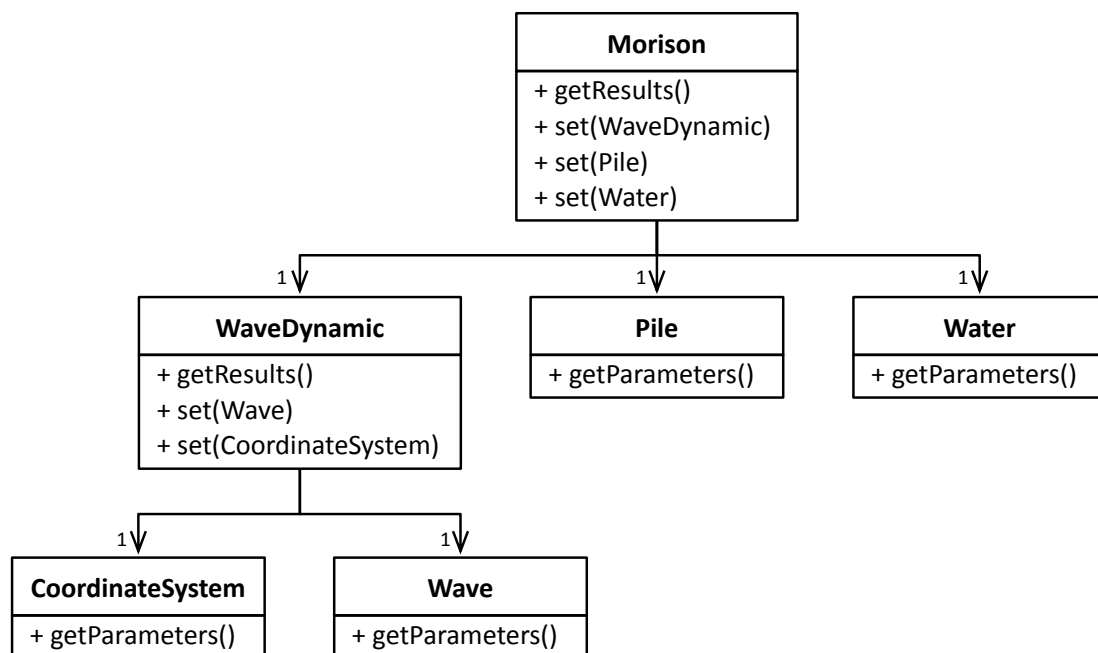 Morison
+ getResults()
+ set(WaveDynamic)
+ set(Pile)
+ set(Water)
1
1
1
WaveDynamic
+ getResults()
+ set(Wave)
+ set(CoordinateSystem)
Pile
+ getParameters()
Water
+ getParameters()
1
1
CoordinateSystem
+ getParameters()
Wave
+ getParameters()